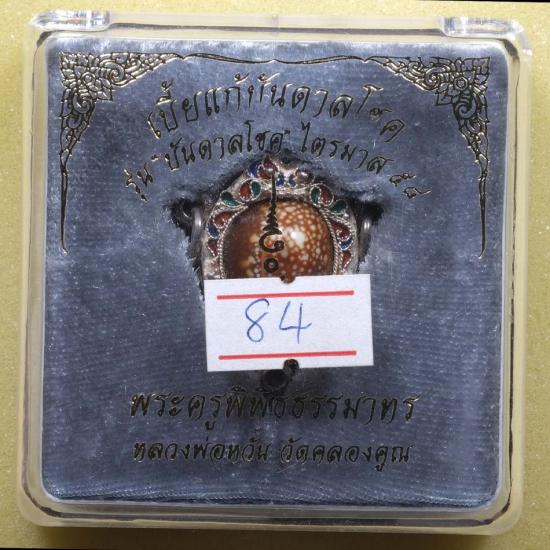 เบี้ยแก้บันดาลโชค
รุ่น "บันดาลโชค" ไตรมาส ๕๘
84
พระครูพิพิธธรรมาทร
หลวงพ่อหวั่น วัดคลองคูณ